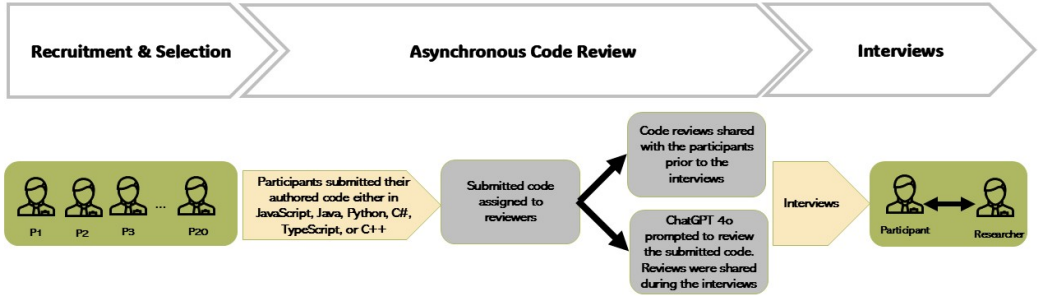 Recruitment & Selection
Asynchronous Code Review
Interviews
P1
P2
P3
...
P20
Participants submitted their
authored code either in
JavaScript, Java, Python, C#,
TypeScript, or C++
Submitted code
assigned to
reviewers
Code reviews shared
with the participants
prior to the
interviews
ChatGPT 4o
prompted to review
the submitted code.
Reviews were shared
during the interviews
Interviews
Participant
Researcher